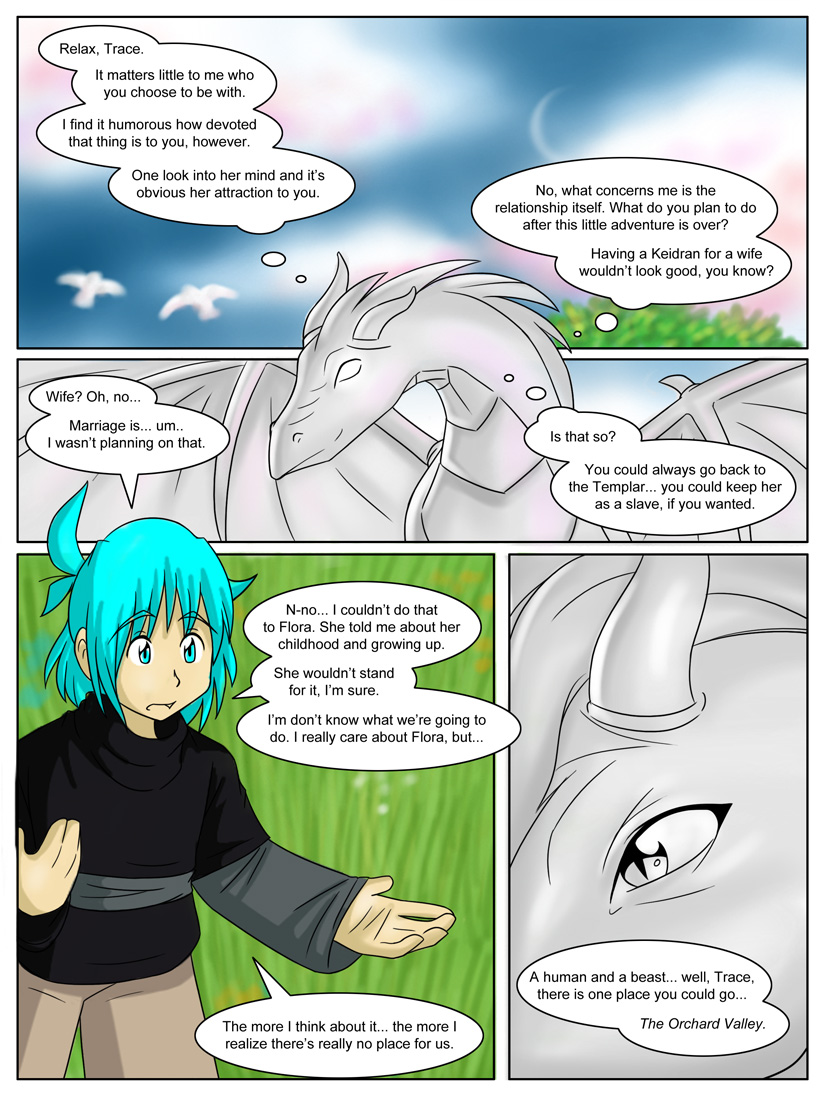 Relax, Trace.
It matters little to me who
you choose to be with.
I find it humorous how devoted
that thing is to you, however.
One look into her mind and it's
obvious her attraction to you.
No, what concerns me is the
relationship itself. What do you plan to do
after this little adventure is over?
Having a Keidran for a wife
wouldn't look good, you know?
Wife? Oh, no...
Marriage is... um..
I wasn't planning on that.
Is that so?
You could always go back to
the Templar... you could keep her
as a slave, if you wanted.
N-no... I couldn't do that
to Flora. She told me about her
childhood and growing up.
She wouldn't stand
for it, I'm sure.
I'm don't know what we're going to
do. I really care about Flora, but...
The more I think about it... the more I
realize there's really no place for us.
A human and a beast... well, Trace,
there is one place you could go...
The Orchard Valley.